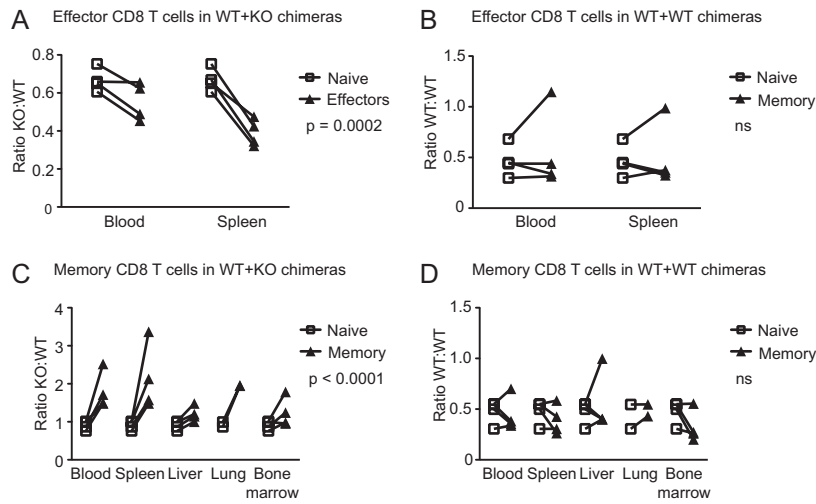 A Effector CD8 T cells in WT+KO chimeras
Ratio KO:WT
0.8
0.6
0.4
0.2
0
Blood Spleen
Naive
Effectors
p = 0.0002
B Effector CD8 T cells in WT+WT chimeras
Ratio WT:WT
1.5
1.0
0.5
0
Blood Spleen
Naive
Memory
ns
C Memory CD8 T cells in WT+KO chimeras
Ratio KO:WT
4
3
2
1
0
Blood Spleen Liver Lung Bone
marrow
Naive
Memory
p < 0.0001
D Memory CD8 T cells in WT+WT chimeras
Ratio WT:WT
1.5
1.0
0.5
0
Blood Spleen Liver Lung Bone
marrow
Naive
Memory
ns